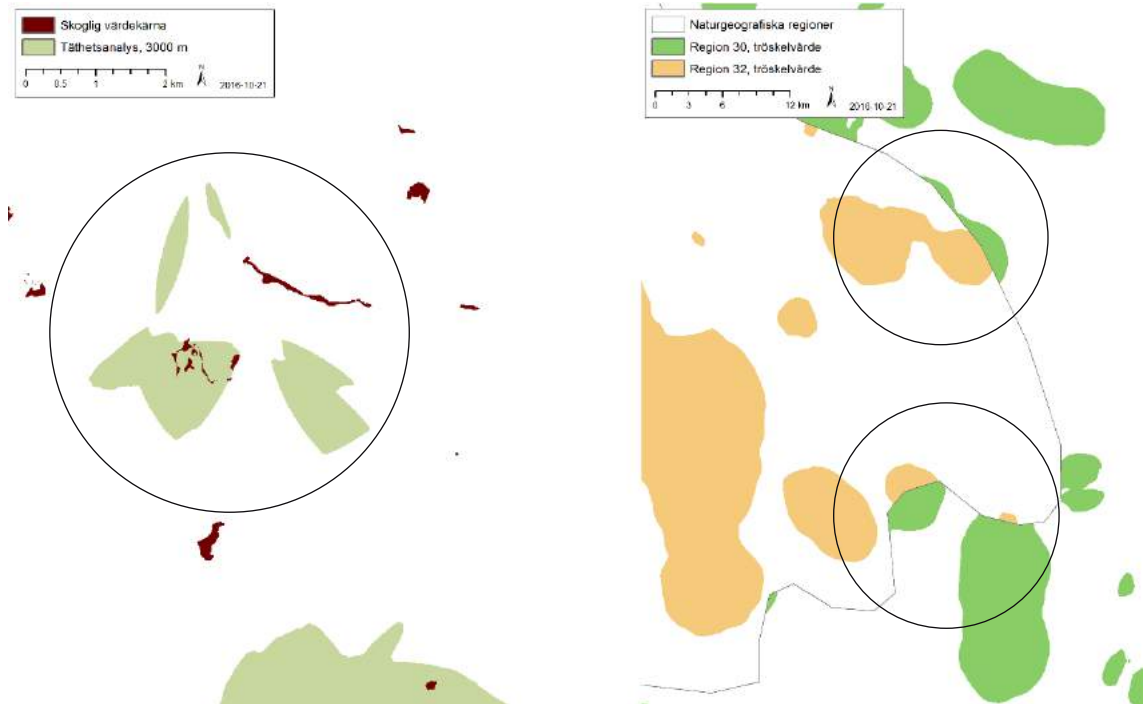 Skoglig värdekärna
Täthetsanalys, 3000 m
N
0 0.5 1 2 km
2016-10-21
Naturgeografiska regioner
Region 30, tröskelvärde
Region 32, tröskelvärde
N
0 3 6 12 km
2016-10-21